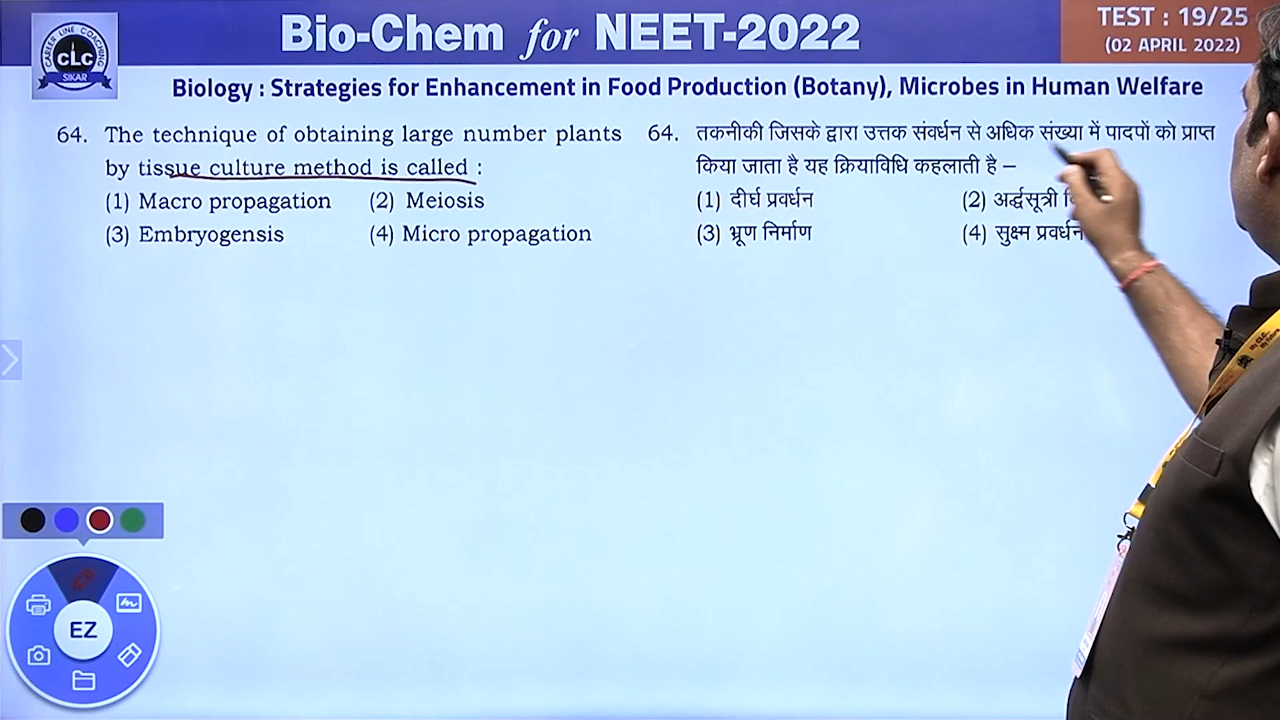 Bio-Chem for NEET-2022
TEST : 19/25
(02 APRIL 2022)
CAREER LINE COACHING
CLC
SIKAR
Biology : Strategies for Enhancement in Food Production (Botany), Microbes in Human Welfare
64. The technique of obtaining large number plants
by tissue culture method is called :
(1) Macro propagation (2) Meiosis
(3) Embryogensis (4) Micro propagation
64. तकनीकी जिसके द्वारा उत्तक संवर्धन से अधिक संख्या में पादपों को प्राप्त
किया जाता है यह क्रियाविधि कहलाती है –
(1) दीर्घ प्रवर्धन (2) अर्द्धसूत्री
(3) भ्रूण निर्माण (4) सुक्ष्म प्रवर्धन
EZ